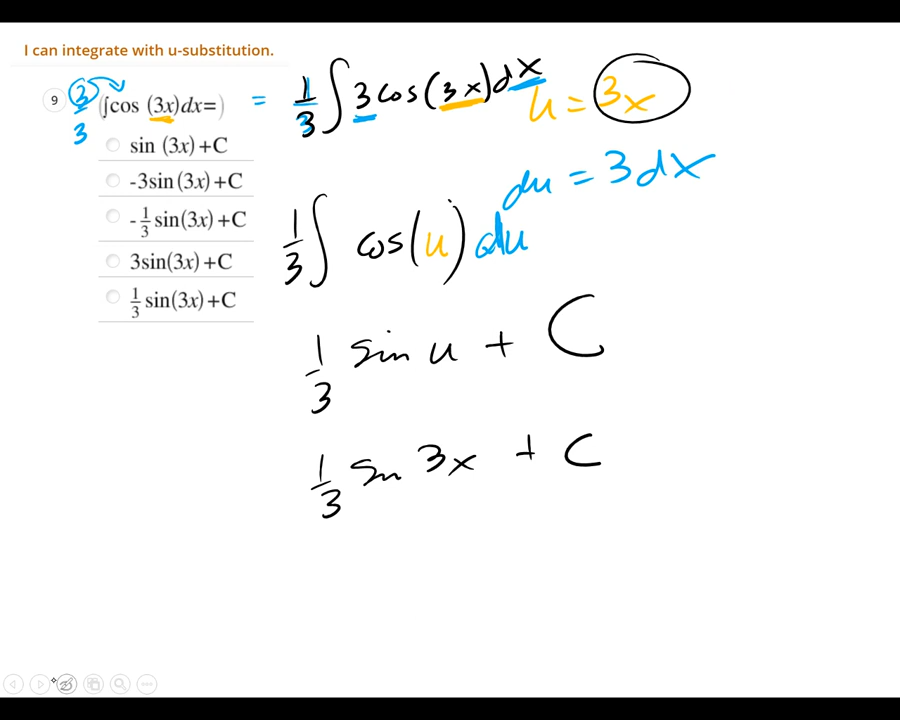 I can integrate with u-substitution.
9 3/3 (∫cos (3x)dx=) = 1/3 ∫ 3cos(3x)dx u = 3x
du = 3dx
sin (3x)+C
-3sin(3x)+C
-1/3 sin(3x)+C
3sin(3x)+C
1/3 sin(3x)+C
1/3 ∫ cos(u) du
1/3 sin u + C
1/3 sin 3x + C